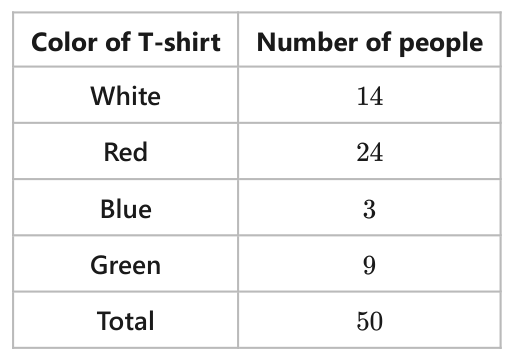 Color of T-shirt Number of people
White 14
Red 24
Blue 3
Green 9
Total 50